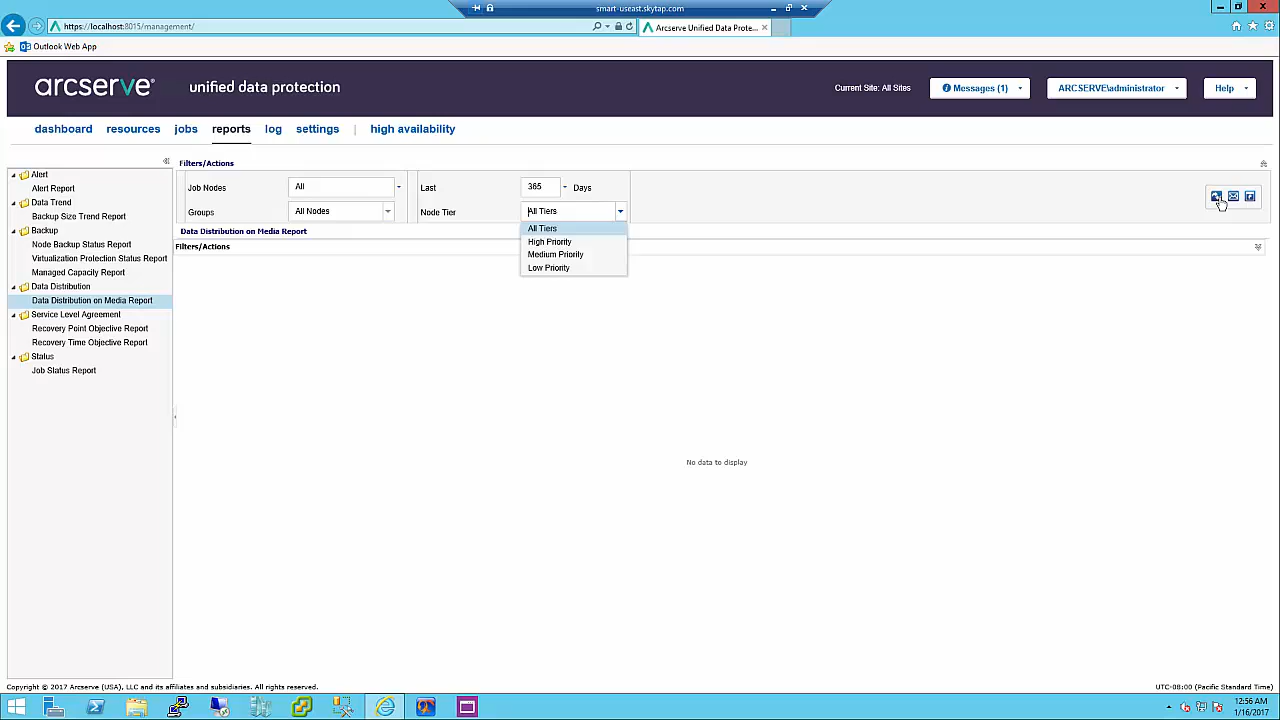 smart-useast.skytap.com
https://localhost:8015/management/
Arcserve Unified Data Prote...
Outlook Web App
arcserve®
unified data protection
Current Site: All Sites
Messages (1)
ARCSERVE\administrator
Help
dashboard
resources
jobs
reports
log
settings
|
high availability
Alert
Alert Report
Data Trend
Backup Size Trend Report
Backup
Node Backup Status Report
Virtualization Protection Status Report
Managed Capacity Report
Data Distribution
Data Distribution on Media Report
Service Level Agreement
Recovery Point Objective Report
Recovery Time Objective Report
Status
Job Status Report
Filters/Actions
Job Nodes
All
Last
365
Days
Groups
All Nodes
Node Tier
All Tiers
All Tiers
High Priority
Medium Priority
Low Priority
Data Distribution on Media Report
Filters/Actions
No data to display
Copyright © 2017 Arcserve (USA), LLC and its affiliates and subsidiaries. All rights reserved.
UTC-08:00 (Pacific Standard Time)
12:56 AM
1/16/2017